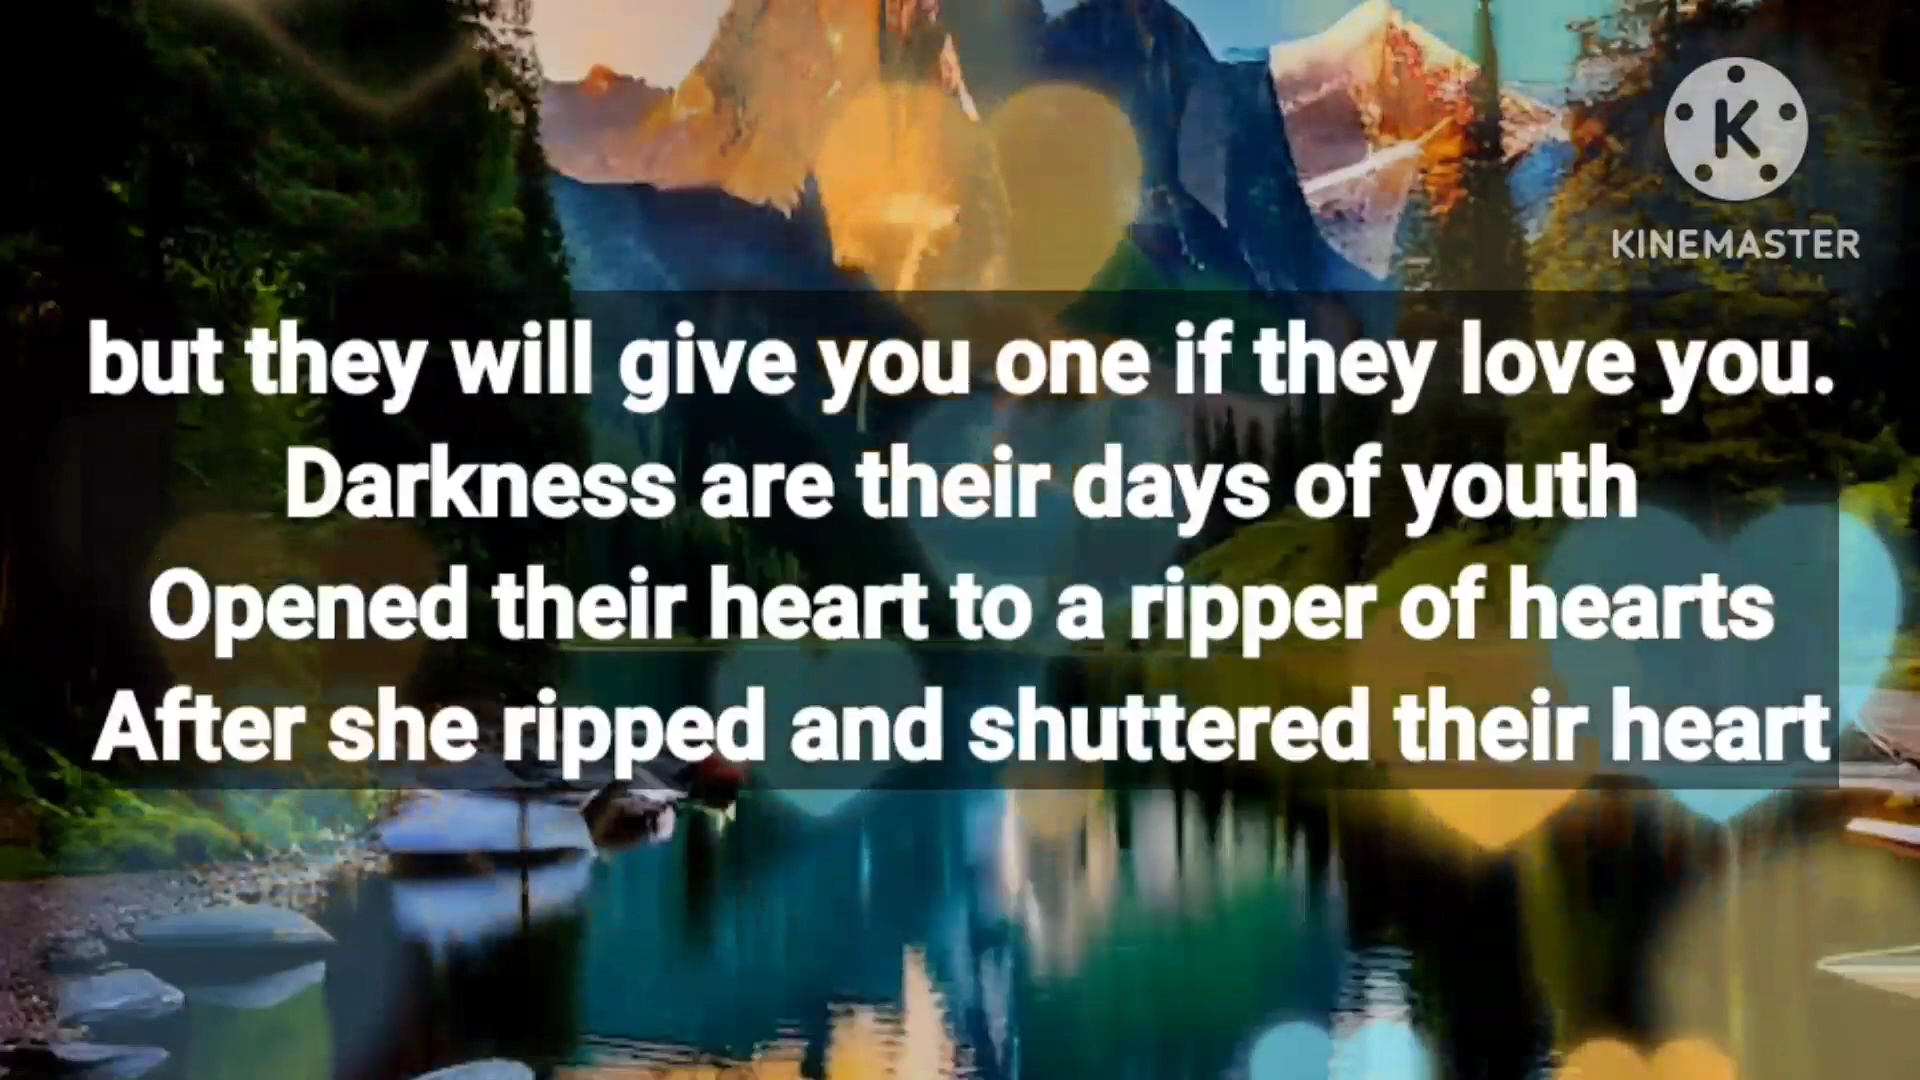 K
KINEMASTER
but they will give you one if they love you.
Darkness are their days of youth
Opened their heart to a ripper of hearts
After she ripped and shuttered their heart